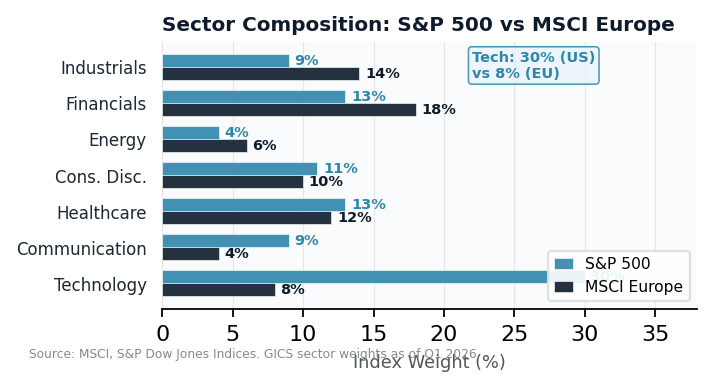 Sector Composition: S&P 500 vs MSCI Europe
Tech: 30% (US)
vs 8% (EU)
Industrials
9%
14%
Financials
13%
18%
Energy
4%
6%
Cons. Disc.
11%
10%
Healthcare
13%
12%
Communication
9%
4%
Technology
8%
S&P 500
MSCI Europe
0 5 10 15 20 25 30 35
Source: MSCI, S&P Dow Jones Indices. GICS sector weights as of Q1 2026.
Index Weight (%)